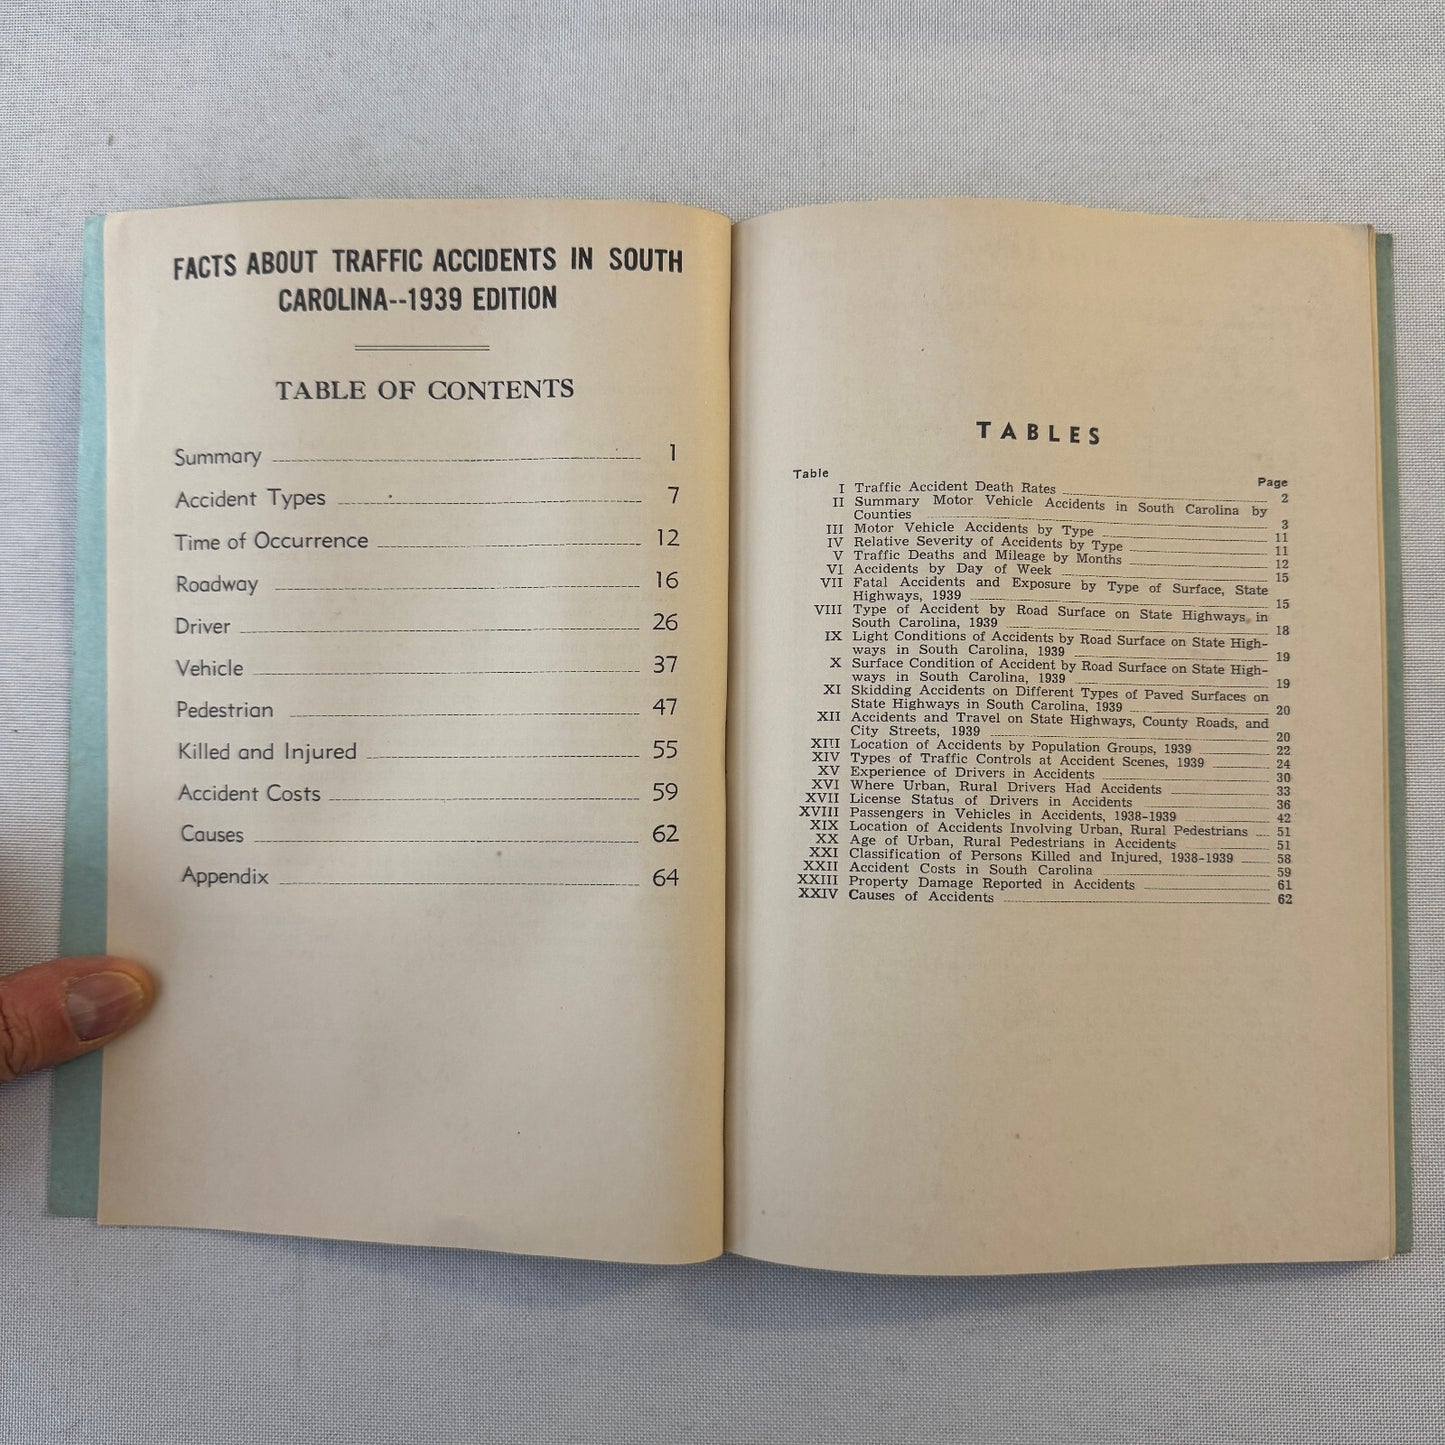 FACTS ABOUT TRAFFIC ACCIDENTS IN SOUTH
CAROLINA--1939 EDITION
TABLE OF CONTENTS
Summary 1
Accident Types 7
Time of Occurrence 12
Roadway 16
Driver 26
Vehicle 37
Pedestrian 47
Killed and Injured 55
Accident Costs 59
Causes 62
Appendix 64
TABLES
Table Page
I Traffic Accident Death Rates 2
II Summary Motor Vehicle Accidents in South Carolina by
Counties 3
III Motor Vehicle Accidents by Type 11
IV Relative Severity of Accidents by Type 11
V Traffic Deaths and Mileage by Months 12
VI Accidents by Day of Week 15
VII Fatal Accidents and Exposure by Type of Surface, State
Highways, 1939 15
VIII Type of Accident by Road Surface on State Highways in
South Carolina, 1939 18
IX Light Conditions of Accidents by Road Surface on State High-
ways in South Carolina, 1939 19
X Surface Condition of Accident by Road Surface on State High-
ways in South Carolina, 1939 19
XI Skidding Accidents on Different Types of Paved Surfaces on
State Highways in South Carolina, 1939 20
XII Accidents and Travel on State Highways, County Roads, and
City Streets, 1939 20
XIII Location of Accidents by Population Groups, 1939 22
XIV Types of Traffic Controls at Accident Scenes, 1939 24
XV Experience of Drivers in Accidents 30
XVI Where Urban, Rural Drivers Had Accidents 33
XVII License Status of Drivers in Accidents 36
XVIII Passengers in Vehicles in Accidents, 1938-1939 42
XIX Location of Accidents Involving Urban, Rural Pedestrians 51
XX Age of Urban, Rural Pedestrians in Accidents 51
XXI Classification of Persons Killed and Injured, 1938-1939 58
XXII Accident Costs in South Carolina 59
XXIII Property Damage Reported in Accidents 61
XXIV Causes of Accidents 62